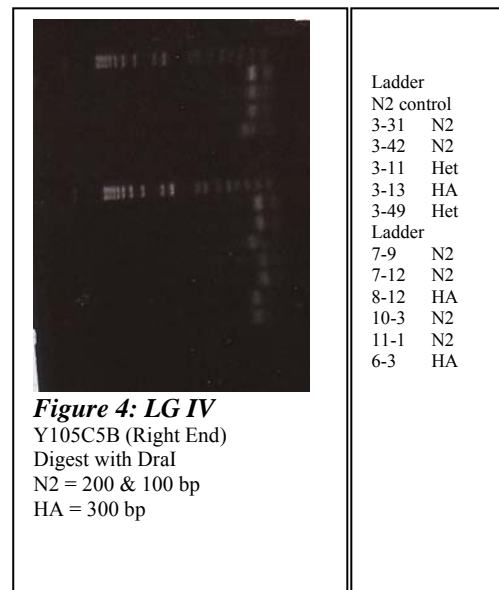 Figure 4: LG IV
Y105C5B (Right End)
Digest with DraI
N2 = 200 & 100 bp
HA = 300 bp
Ladder
N2 control
3-31 N2
3-42 N2
3-11 Het
3-13 HA
3-49 Het
Ladder
7-9 N2
7-12 N2
8-12 HA
10-3 N2
11-1 N2
6-3 HA